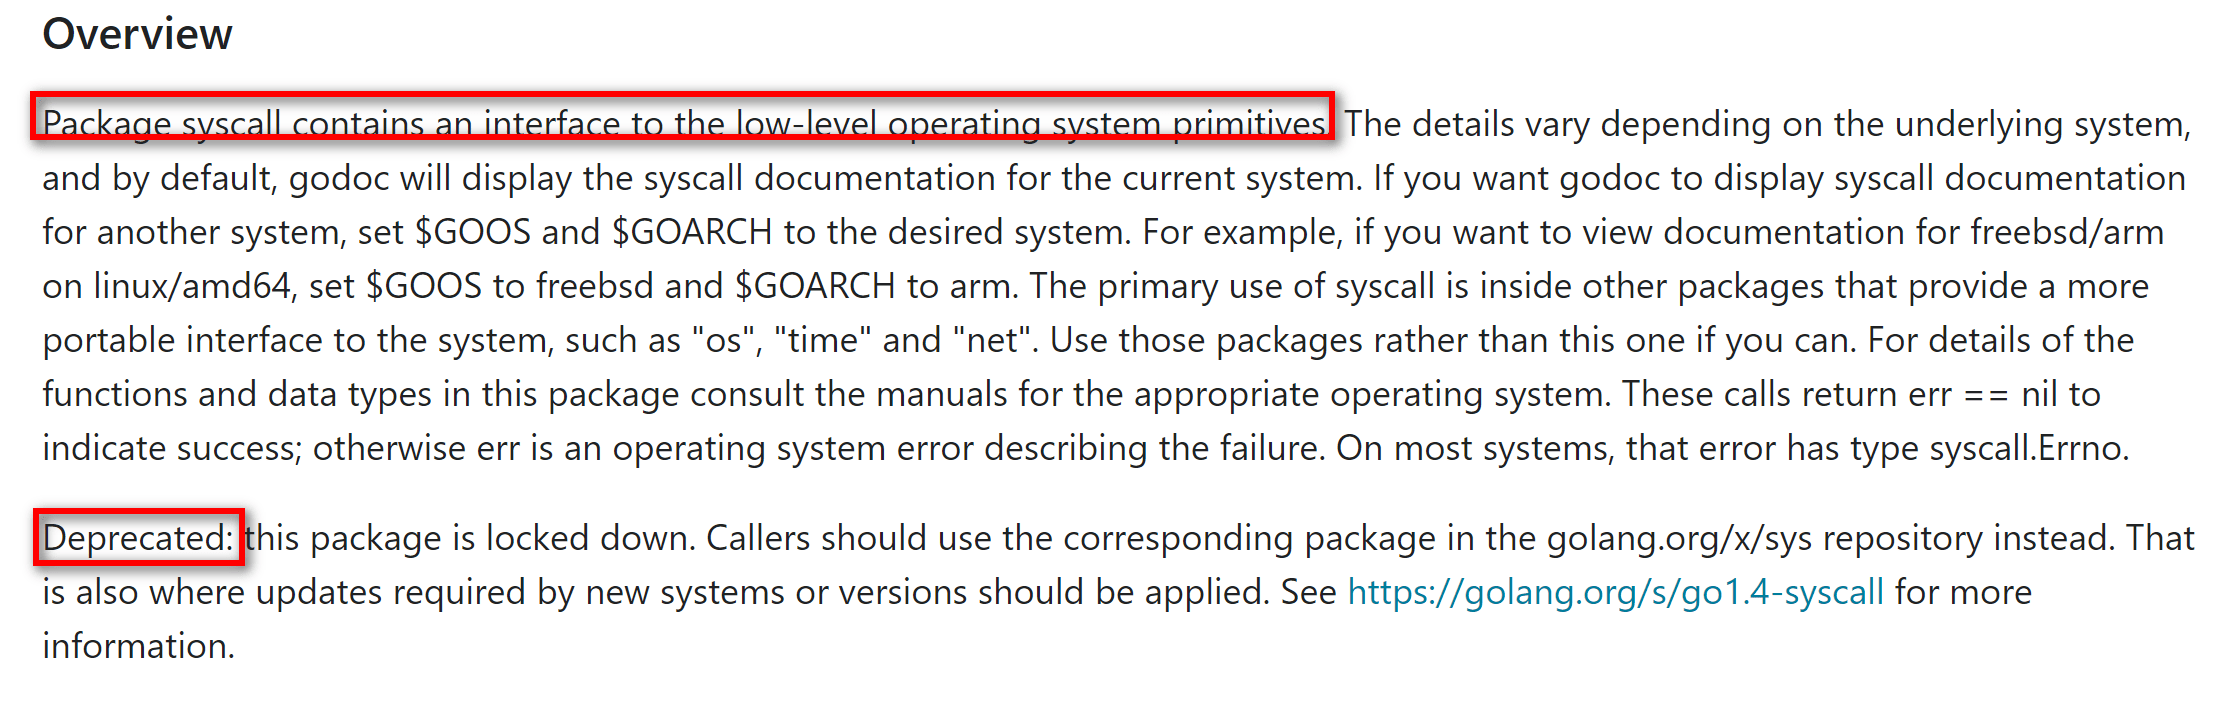 Overview
Package syscall contains an interface to the low-level operating system primitives. The details vary depending on the underlying system,
and by default, godoc will display the syscall documentation for the current system. If you want godoc to display syscall documentation
for another system, set $GOOS and $GOARCH to the desired system. For example, if you want to view documentation for freebsd/arm
on linux/amd64, set $GOOS to freebsd and $GOARCH to arm. The primary use of syscall is inside other packages that provide a more
portable interface to the system, such as "os", "time" and "net". Use those packages rather than this one if you can. For details of the
functions and data types in this package consult the manuals for the appropriate operating system. These calls return err == nil to
indicate success; otherwise err is an operating system error describing the failure. On most systems, that error has type syscall.Errno.
Deprecated: this package is locked down. Callers should use the corresponding package in the golang.org/x/sys repository instead. That
is also where updates required by new systems or versions should be applied. See https://golang.org/s/go1.4-syscall for more
information.